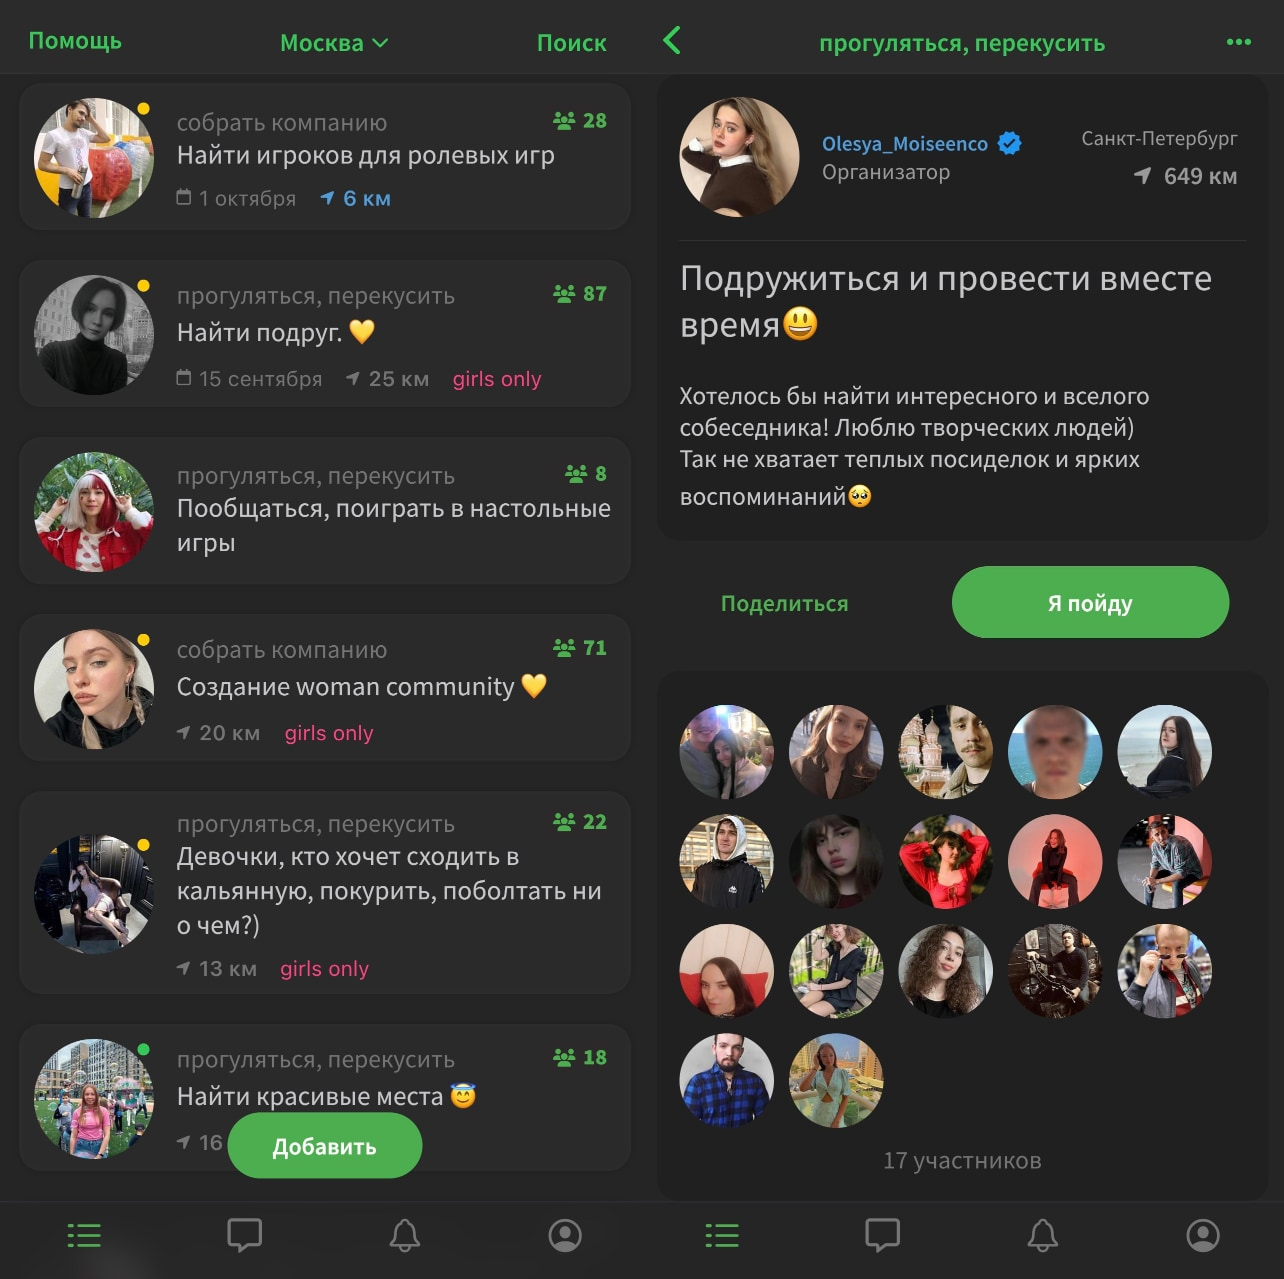 Помощь
Москва
Поиск
собрать компанию
28
Найти игроков для ролевых игр
1 октября
6 км
прогуляться, перекусить
87
Найти подруг. 💛
15 сентября
25 км
girls only
прогуляться, перекусить
8
Пообщаться, поиграть в настольные
игры
собрать компанию
71
Создание woman community 💛
20 км
girls only
прогуляться, перекусить
22
Девочки, кто хочет сходить в
кальянную, покурить, поболтать ни
о чем?)
13 км
girls only
прогуляться, перекусить
18
Найти красивые места 😇
16
Добавить
прогуляться, перекусить
Olesya_Moiseenco
Организатор
Санкт-Петербург
649 км
Подружиться и провести вместе
время😃
Хотелось бы найти интересного и вселого
собеседника! Люблю творческих людей)
Так не хватает теплых посиделок и ярких
воспоминаний🥺
Поделиться
Я пойду
17 участников